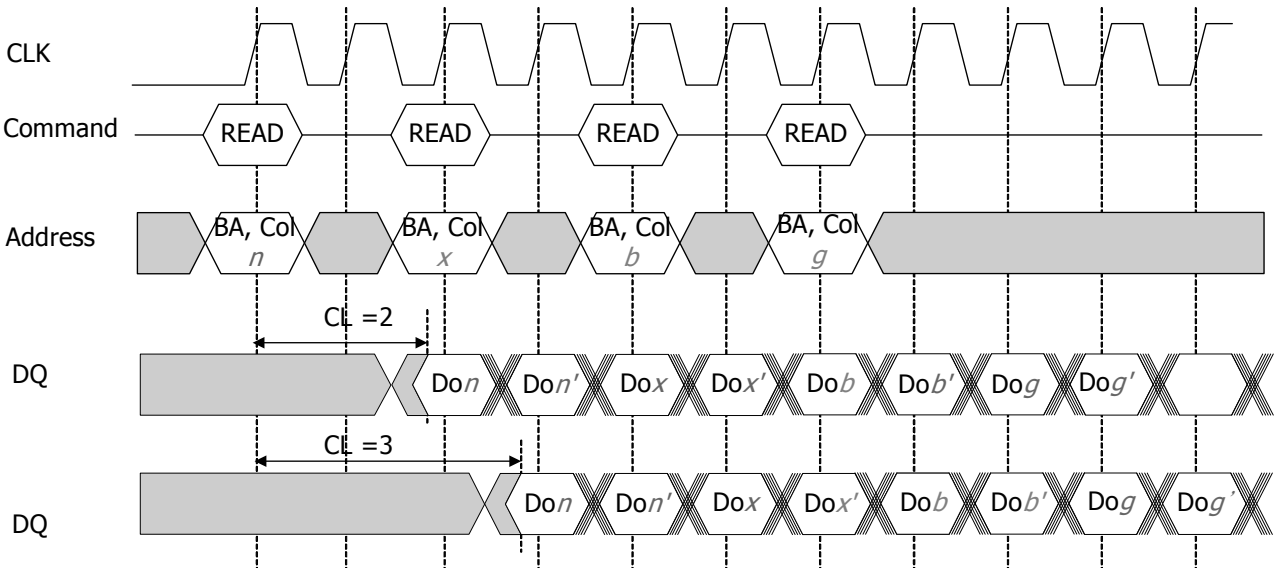 CLK
Command
READ READ READ READ
Address
BA, Col BA, Col BA, Col BA, Col
n x b g
CL =2
DQ
Don Don' Dox Dox' Dob Dob' Dog Dog'
CL =3
DQ
Don Don' Dox Dox' Dob Dob' Dog Dog'